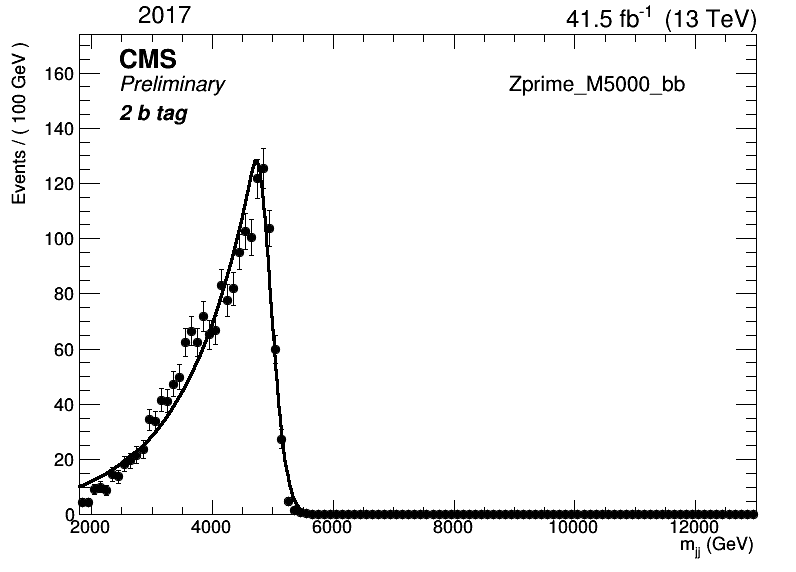 2017
41.5 fb⁻¹ (13 TeV)
CMS
Preliminary
2 b tag
Zprime_M5000_bb
Events / ( 100 GeV )
160
140
120
100
80
60
40
20
0
2000 4000 6000 8000 10000 12000
m_jj (GeV)